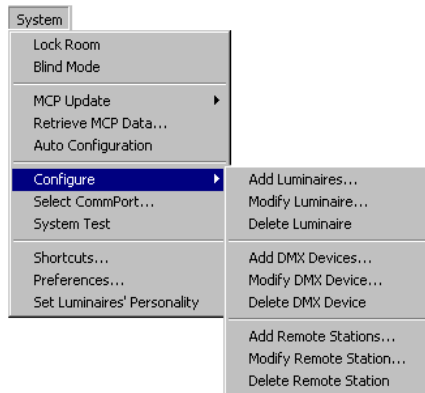 System
Lock Room
Blind Mode
MCP Update
Retrieve MCP Data...
Auto Configuration
Configure
Select CommPort...
System Test
Shortcuts...
Preferences...
Set Luminaires' Personality
Add Luminaires...
Modify Luminaire...
Delete Luminaire
Add DMX Devices...
Modify DMX Device...
Delete DMX Device
Add Remote Stations...
Modify Remote Station...
Delete Remote Station